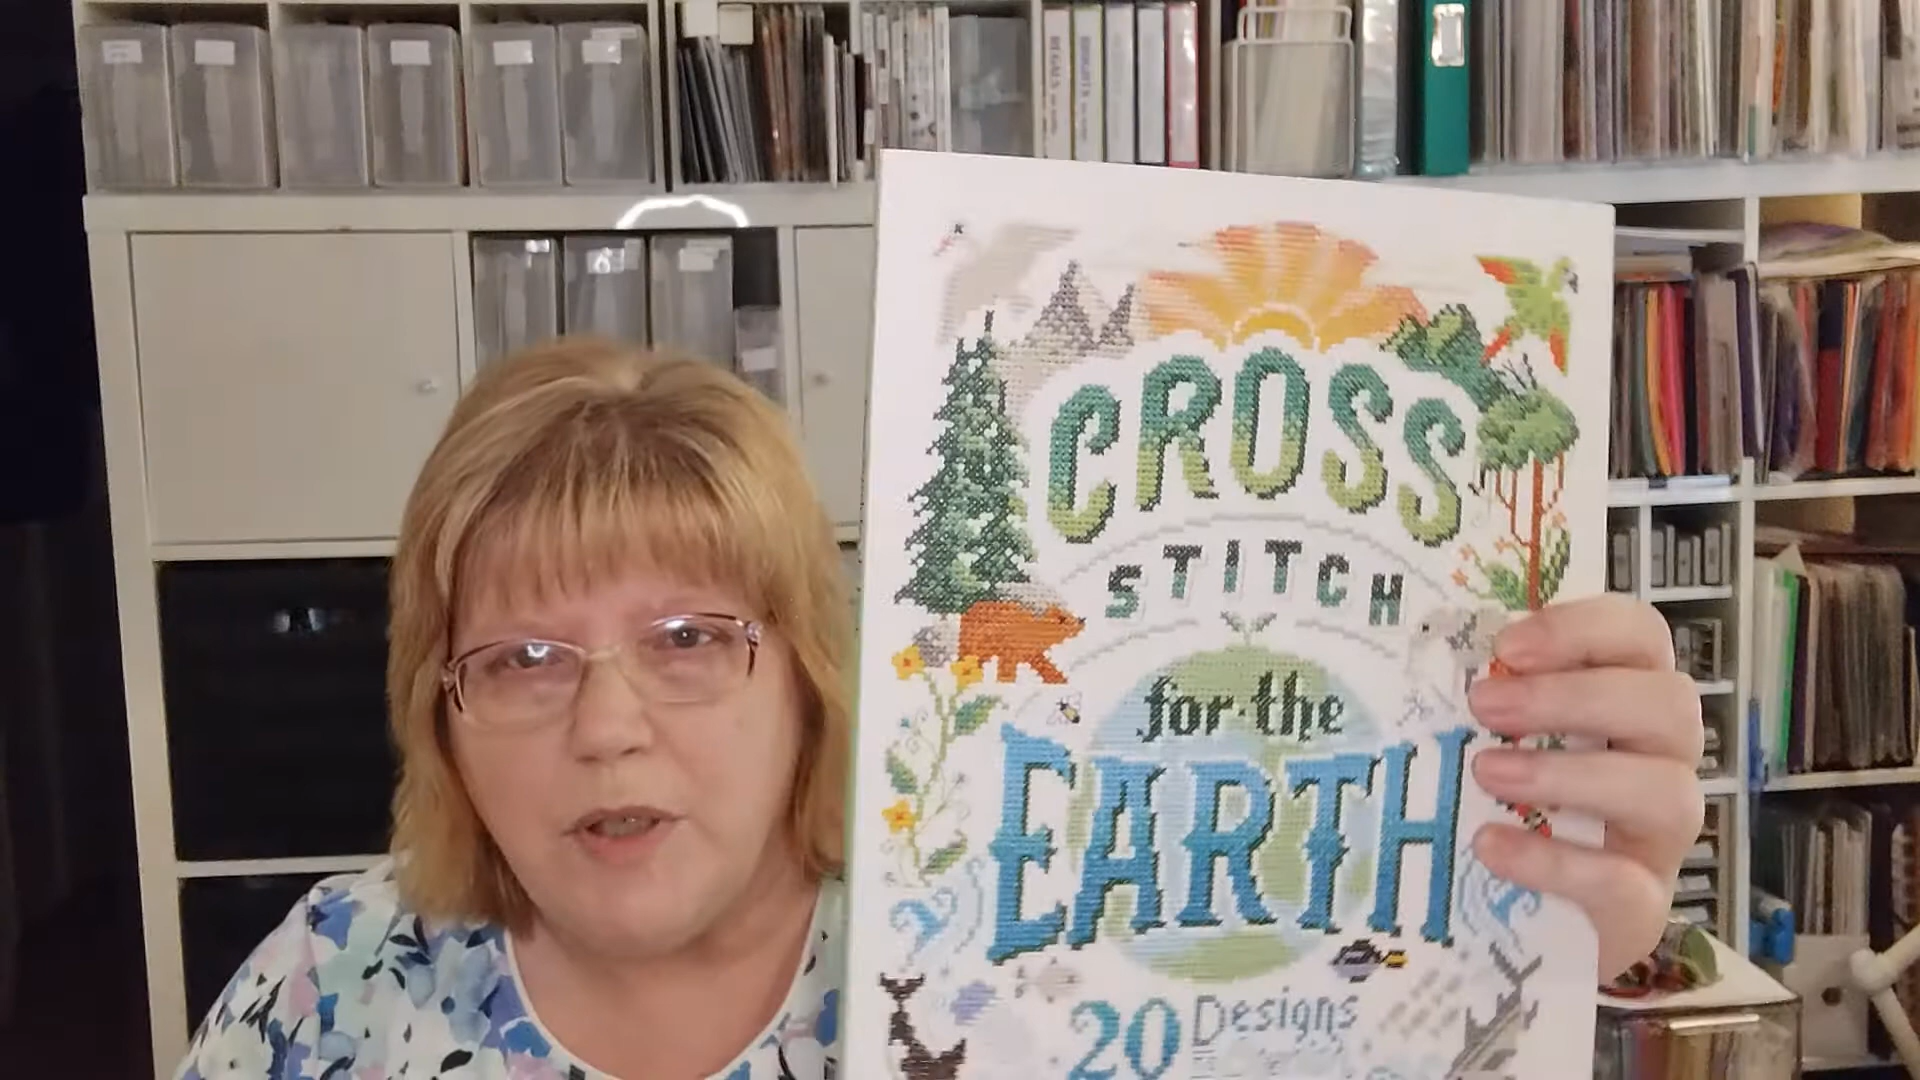 CROSS
STITCH
for the
EARTH
20 Designs